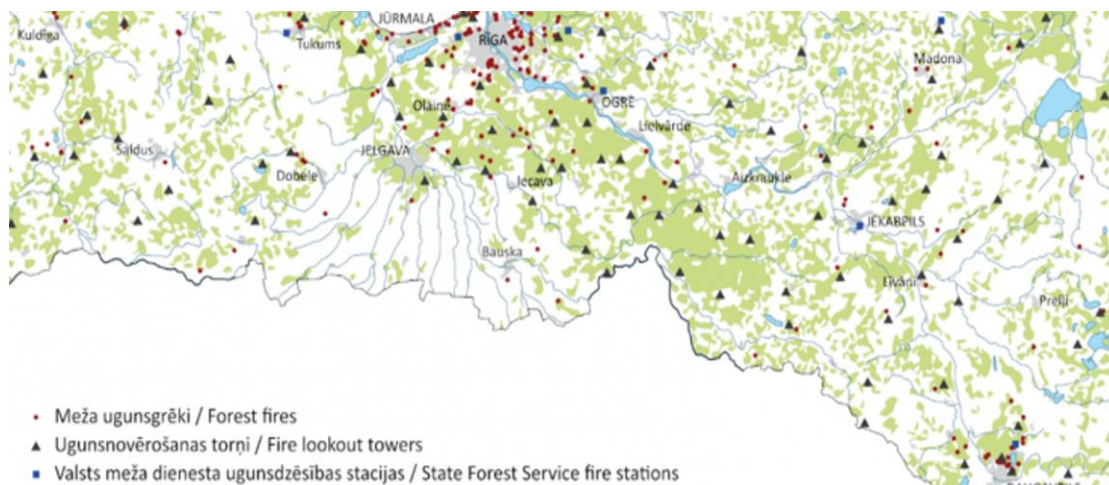 JŪRMALA
Kuldīga
Tukums
RĪGA
Madona
Olaine
OGRE
Lielvārde
Saldus
JELGAVA
Dobele
Iecava
Aizkraukle
JĒKABPILS
Bauska
Līvāni
Preiļi
Meža ugunsgrēki / Forest fires
Ugunsnovērošanas torņi / Fire lookout towers
Valsts meža dienesta ugunsdzēsības stacijas / State Forest Service fire stations